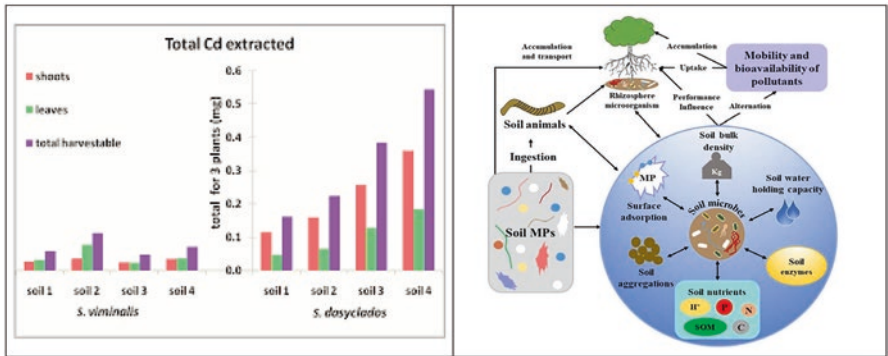 Total Cd extracted
shoots
leaves
total harvestable
total for 3 plants (mg)
0.6
0.5
0.4
0.3
0.2
0.1
0.0
soil 1 soil 2 soil 3 soil 4
S. viminalis
soil 1 soil 2 soil 3 soil 4
S. dasyclados
Accumulation
and transport
Accumulation
Uptake
Mobility and
bioavailability of
pollutants
Rhizosphere
microorganism
Performance
Influence
Alternation
Soil animals
Ingestion
Soil MPs
Soil bulk
density
Kg
MP
Surface
adsorption
Soil water
holding capacity
Soil microbes
Soil
aggregations
Soil
enzymes
Soil nutrients
H⁺ P N
SOM C